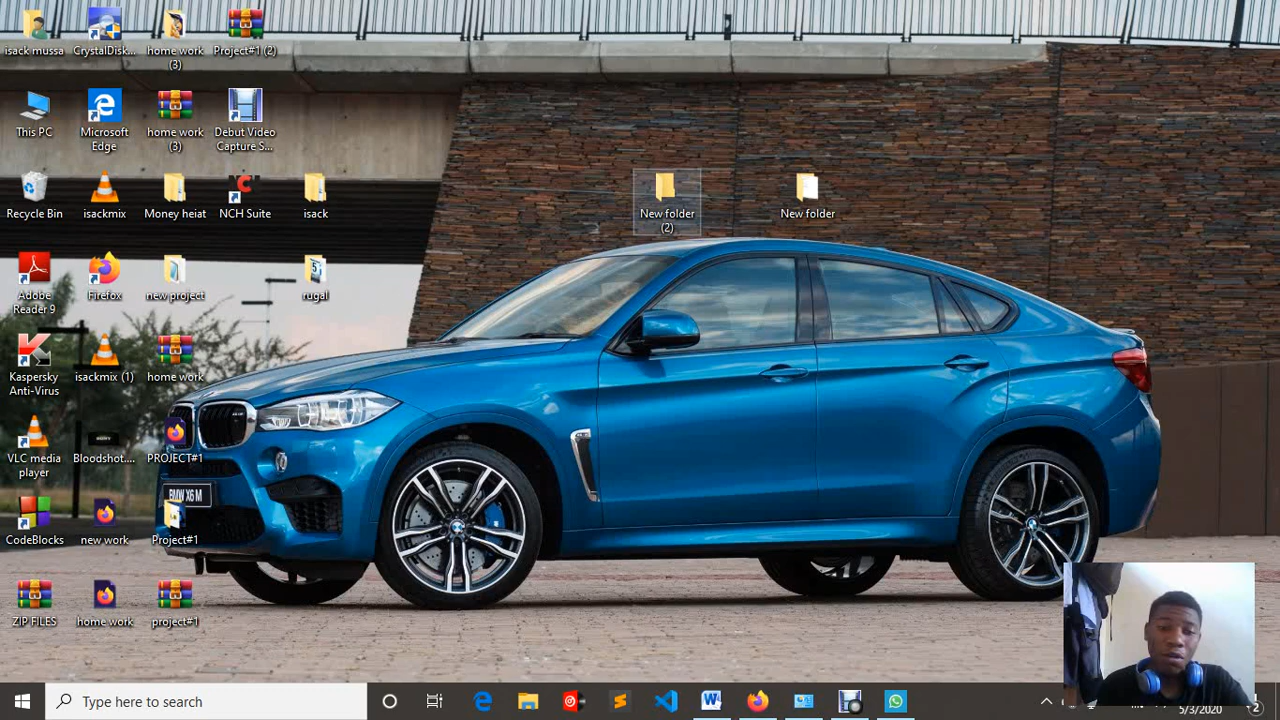 isack mussa
CrystalDisk...
home work
(3)
Project#1 (2)
This PC
Microsoft
Edge
home work
(3)
Debut Video
Capture S...
Recycle Bin
isackmix
Money heiat
NCH Suite
isack
New folder
(2)
New folder
Adobe
Reader 9
Firefox
new project
rugal
Kaspersky
Anti-Virus
isackmix (1)
home work
VLC media
player
Bloodshot....
PROJECT#1
BMW X6 M
CodeBlocks
new work
Project#1
ZIP FILES
home work
project#1
Type here to search
5/3/2020
2